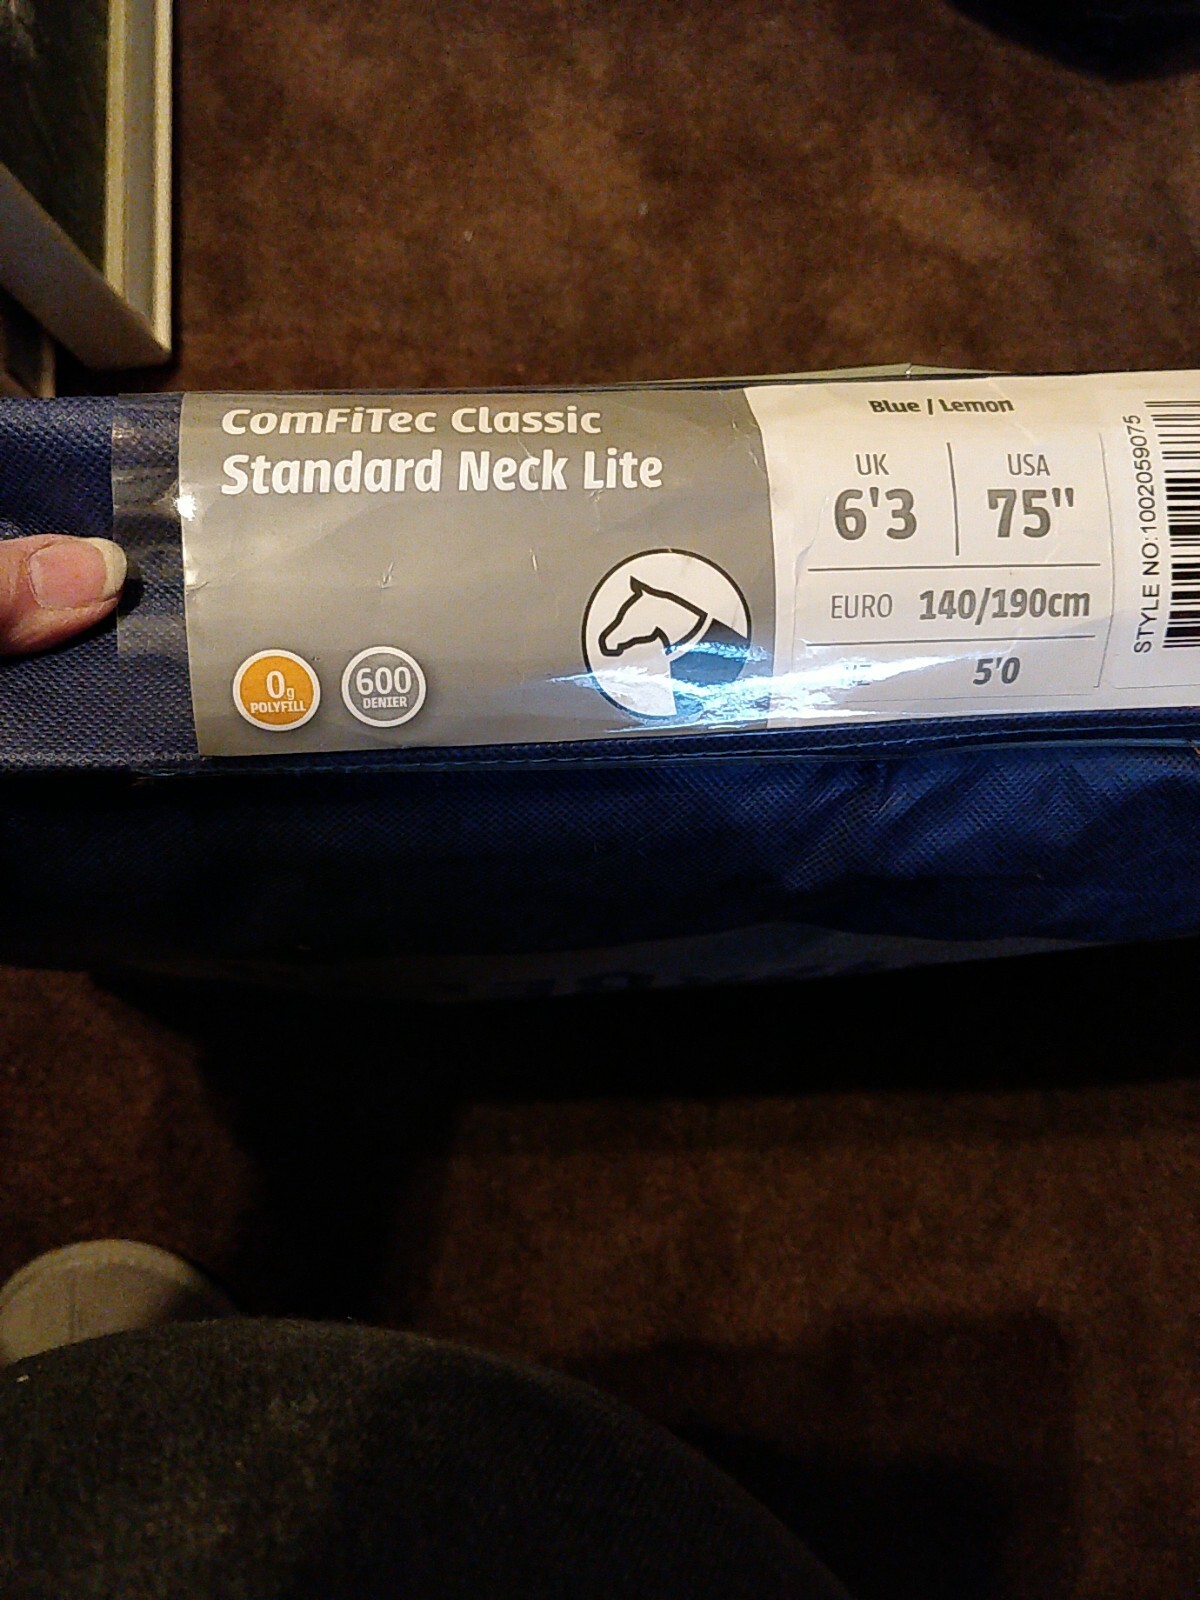 ComFiTec Classic
Standard Neck Lite
0g
POLYFILL
600
DENIER
Blue / Lemon
UK
6'3
USA
75"
EURO 140/190cm
5'0
STYLE NO:1002059075